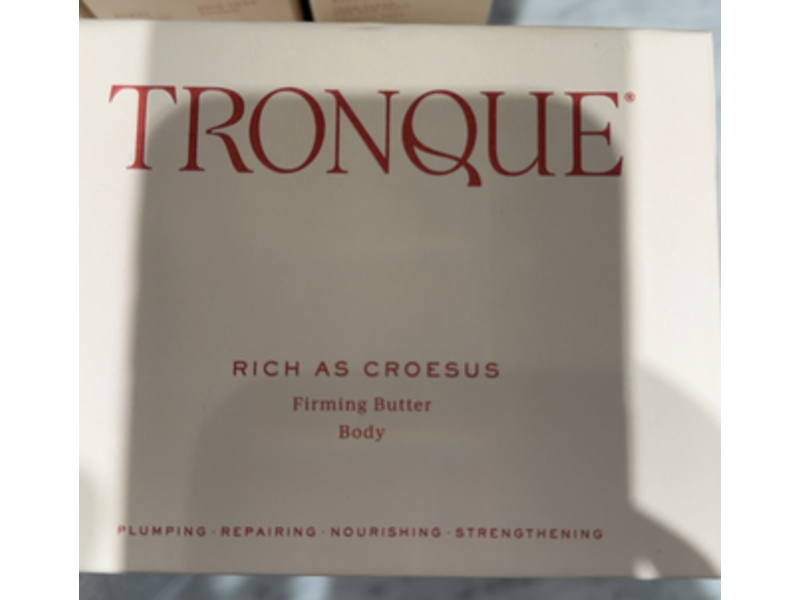 TRONQUE®
RICH AS CROESUS
Firming Butter
Body
PLUMPING · REPAIRING · NOURISHING · STRENGTHENING